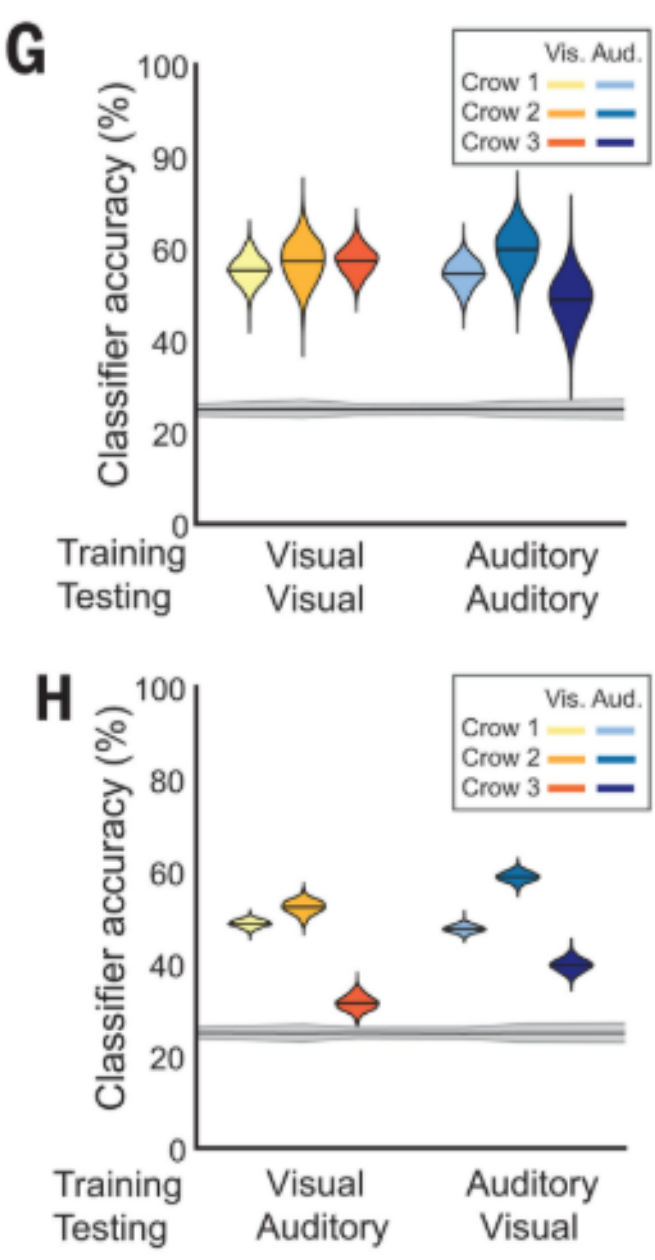 G
Classifier accuracy (%)
100
90
60
40
20
0
Vis. Aud.
Crow 1
Crow 2
Crow 3
Training Visual Auditory
Testing Visual Auditory
H
Classifier accuracy (%)
100
80
60
40
20
0
Vis. Aud.
Crow 1
Crow 2
Crow 3
Training Visual Auditory
Testing Auditory Visual